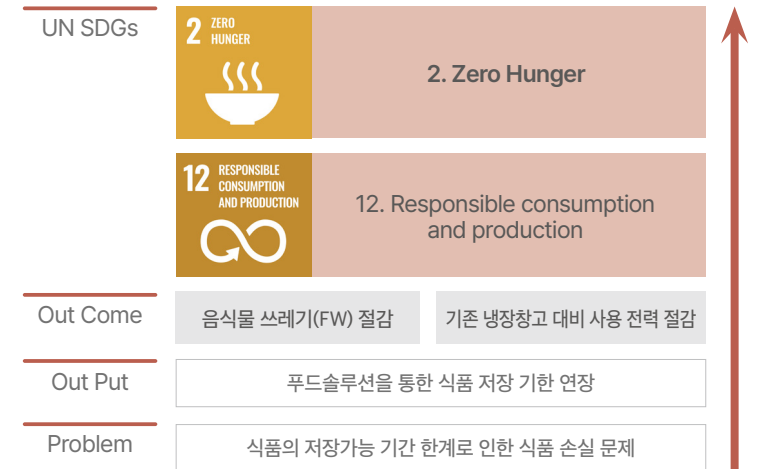 UN SDGs
2 ZERO
HUNGER
2. Zero Hunger
12 RESPONSIBLE
CONSUMPTION
AND PRODUCTION
12. Responsible consumption
and production
Out Come
음식물 쓰레기(FW) 절감
기존 냉장창고 대비 사용 전력 절감
Out Put
푸드솔루션을 통한 식품 저장 기한 연장
Problem
식품의 저장가능 기간 한계로 인한 식품 손실 문제